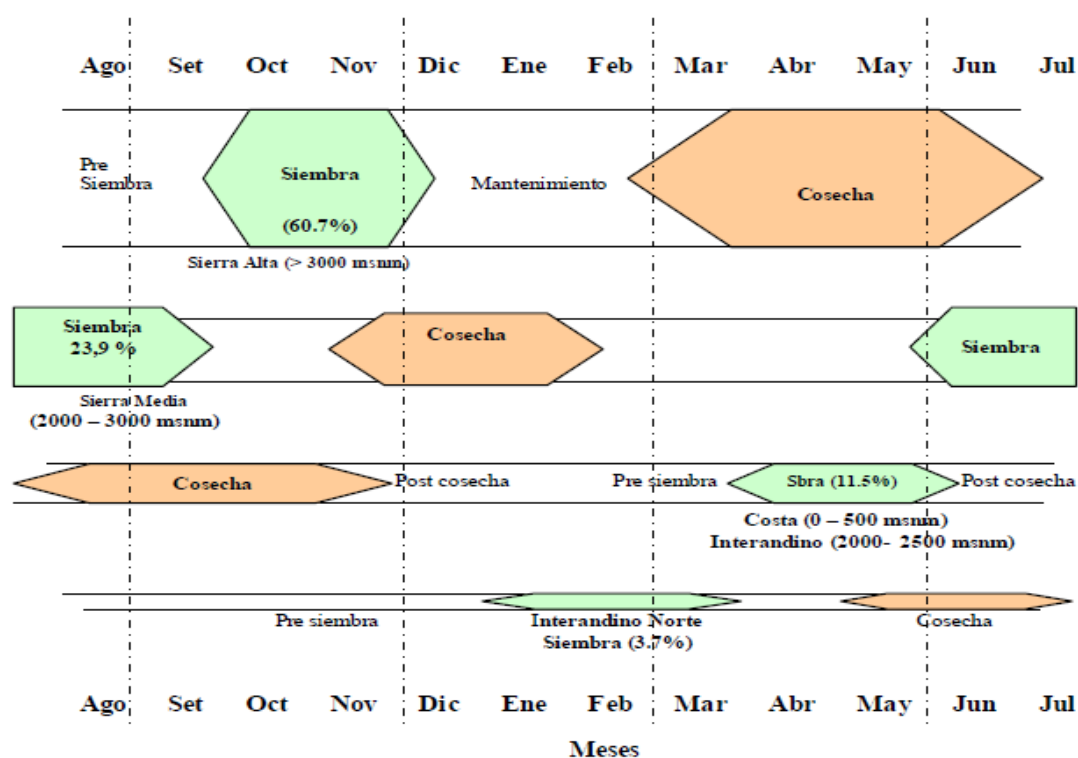 Ago Set Oct Nov Dic Ene Feb Mar Abr May Jun Jul
Pre
Siembra
Siembra
(60.7%)
Mantenimiento
Cosecha
Sierra Alta (> 3000 msnm)
Siembra
23,9 %
Cosecha
Siembra
Sierra Media
(2000 – 3000 msnm)
Cosecha
Post cosecha
Pre siembra
Sbra (11.5%)
Post cosecha
Costa (0 – 500 msnm)
Interandino (2000- 2500 msnm)
Pre siembra
Interandino Norte
Siembra (3.7%)
Cosecha
Ago Set Oct Nov Dic Ene Feb Mar Abr May Jun Jul
Meses